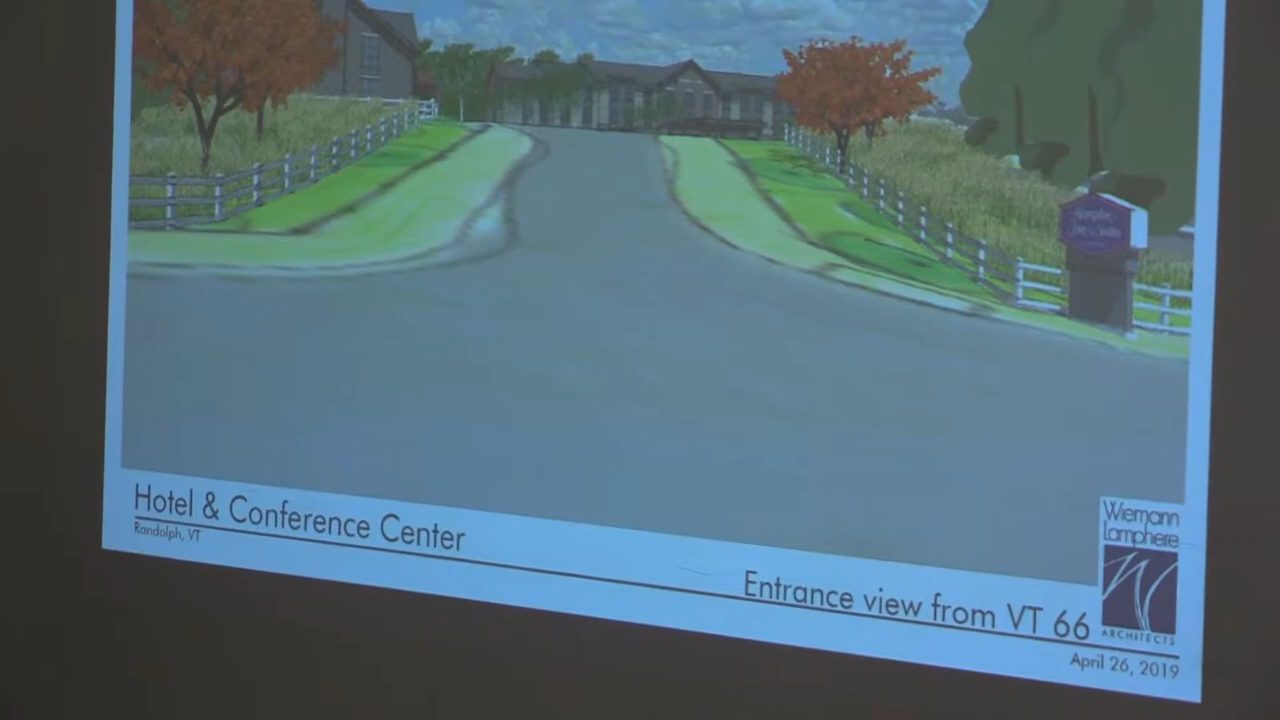 Hotel & Conference Center
Randolph, VT
Entrance view from VT 66
Wiemann
Lamphere
ARCHITECTS
April 26, 2019